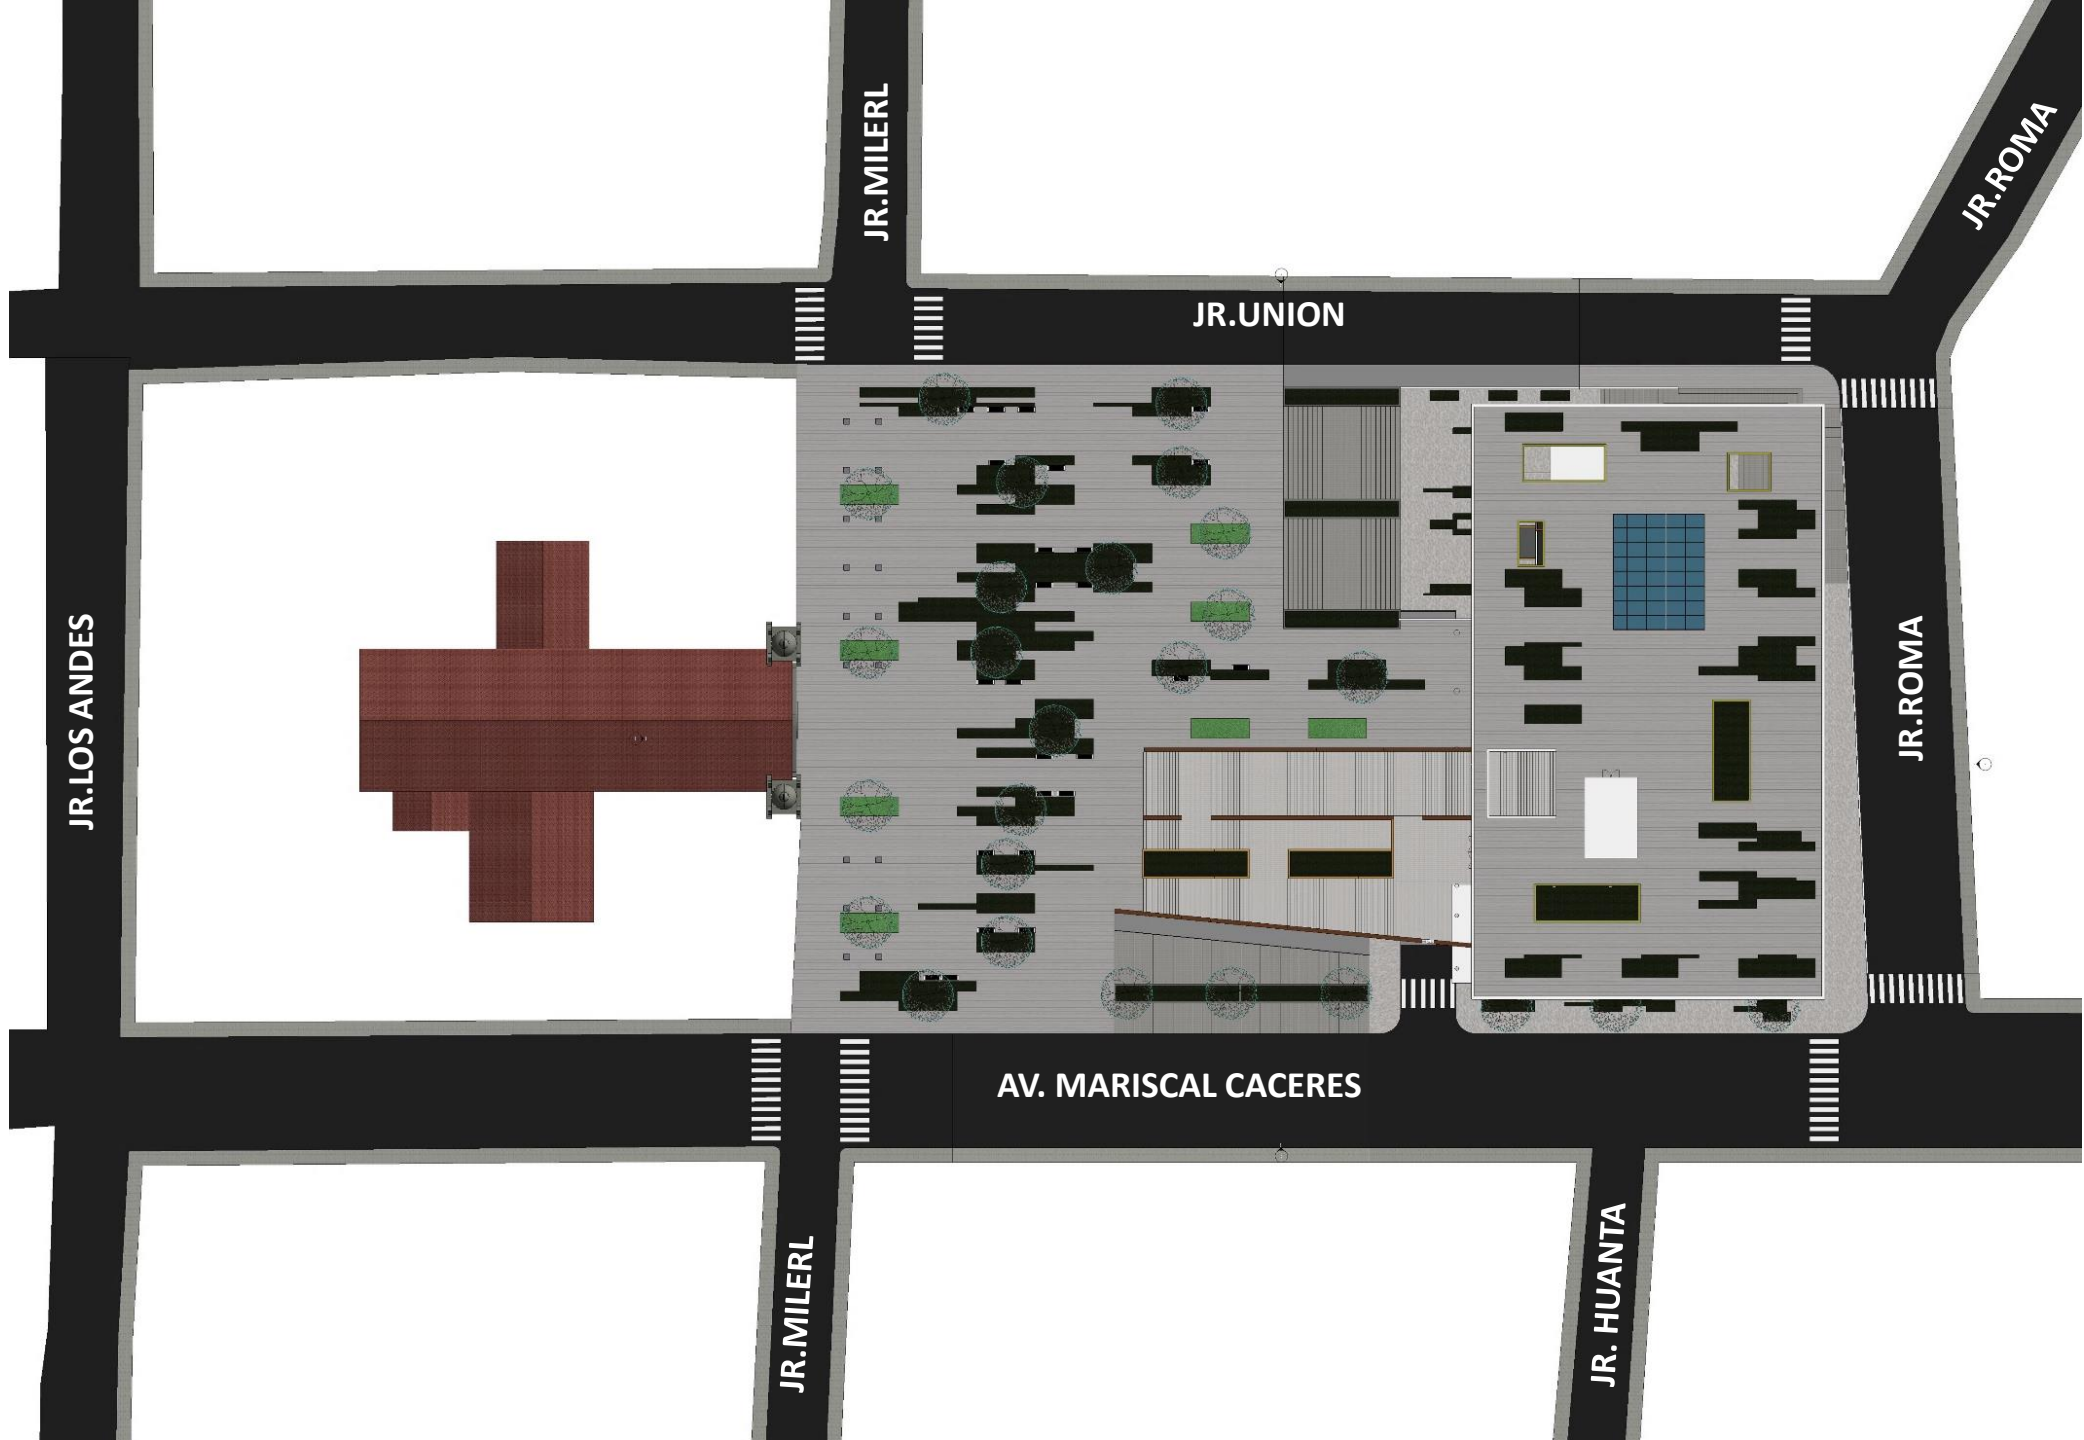 JR.MILERL
JR.ROMA
JR.UNION
JR.LOS ANDES
JR.ROMA
AV. MARISCAL CACERES
JR.MILERL
JR. HUANTA